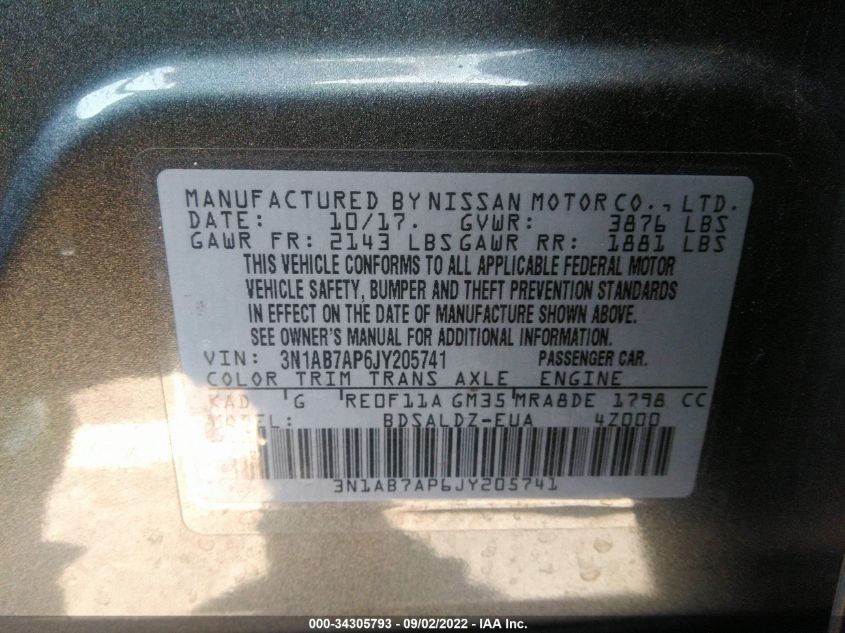 MANUFACTURED BY NISSAN MOTOR CO., LTD.
DATE: 10/17. GVWR: 3876 LBS
GAWR FR: 2143 LBS GAWR RR: 1881 LBS
THIS VEHICLE CONFORMS TO ALL APPLICABLE FEDERAL MOTOR
VEHICLE SAFETY, BUMPER AND THEFT PREVENTION STANDARDS
IN EFFECT ON THE DATE OF MANUFACTURE SHOWN ABOVE.
SEE OWNER'S MANUAL FOR ADDITIONAL INFORMATION.
VIN: 3N1AB7AP6JY205741 PASSENGER CAR.
COLOR TRIM TRANS AXLE ENGINE
KAD G RE0F11A GM35 MRA8DE 1798 CC
MODEL: BDSALDZ-EUA 4Z000
3N1AB7AP6JY205741
000-34305793 - 09/02/2022 - IAA Inc.